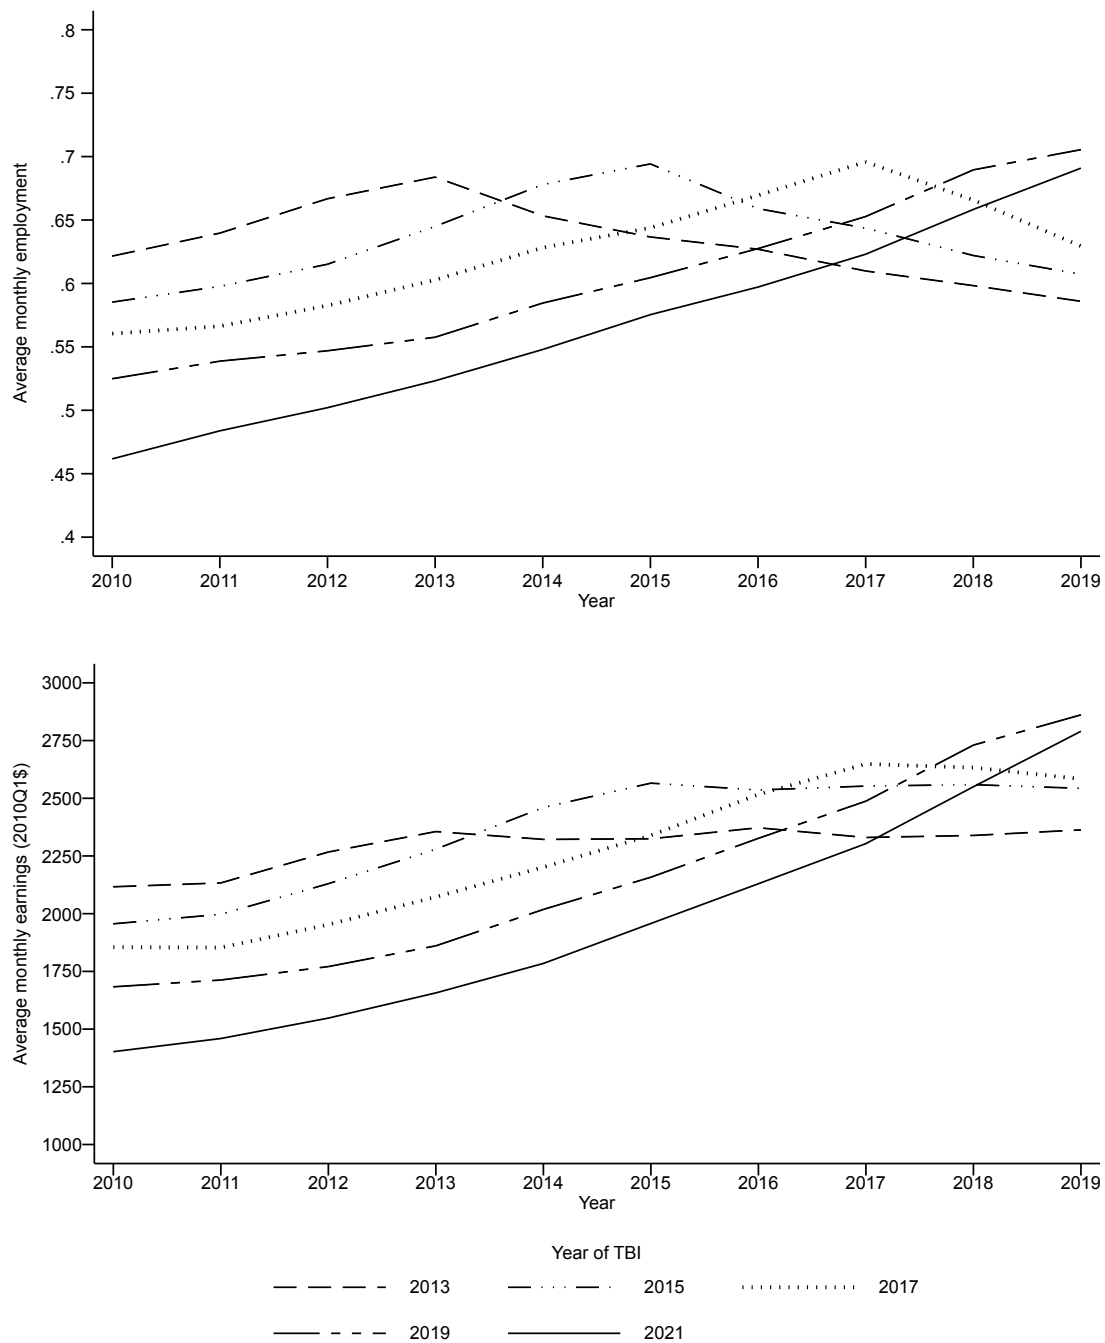 .8
.75
.7
.65
.6
.55
.5
.45
.4
Average monthly employment
2010 2011 2012 2013 2014 2015 2016 2017 2018 2019
Year
3000
2750
2500
2250
2000
1750
1500
1250
1000
Average monthly earnings (2010Q1$)
2010 2011 2012 2013 2014 2015 2016 2017 2018 2019
Year
Year of TBI
2013 2015 2017
2019 2021